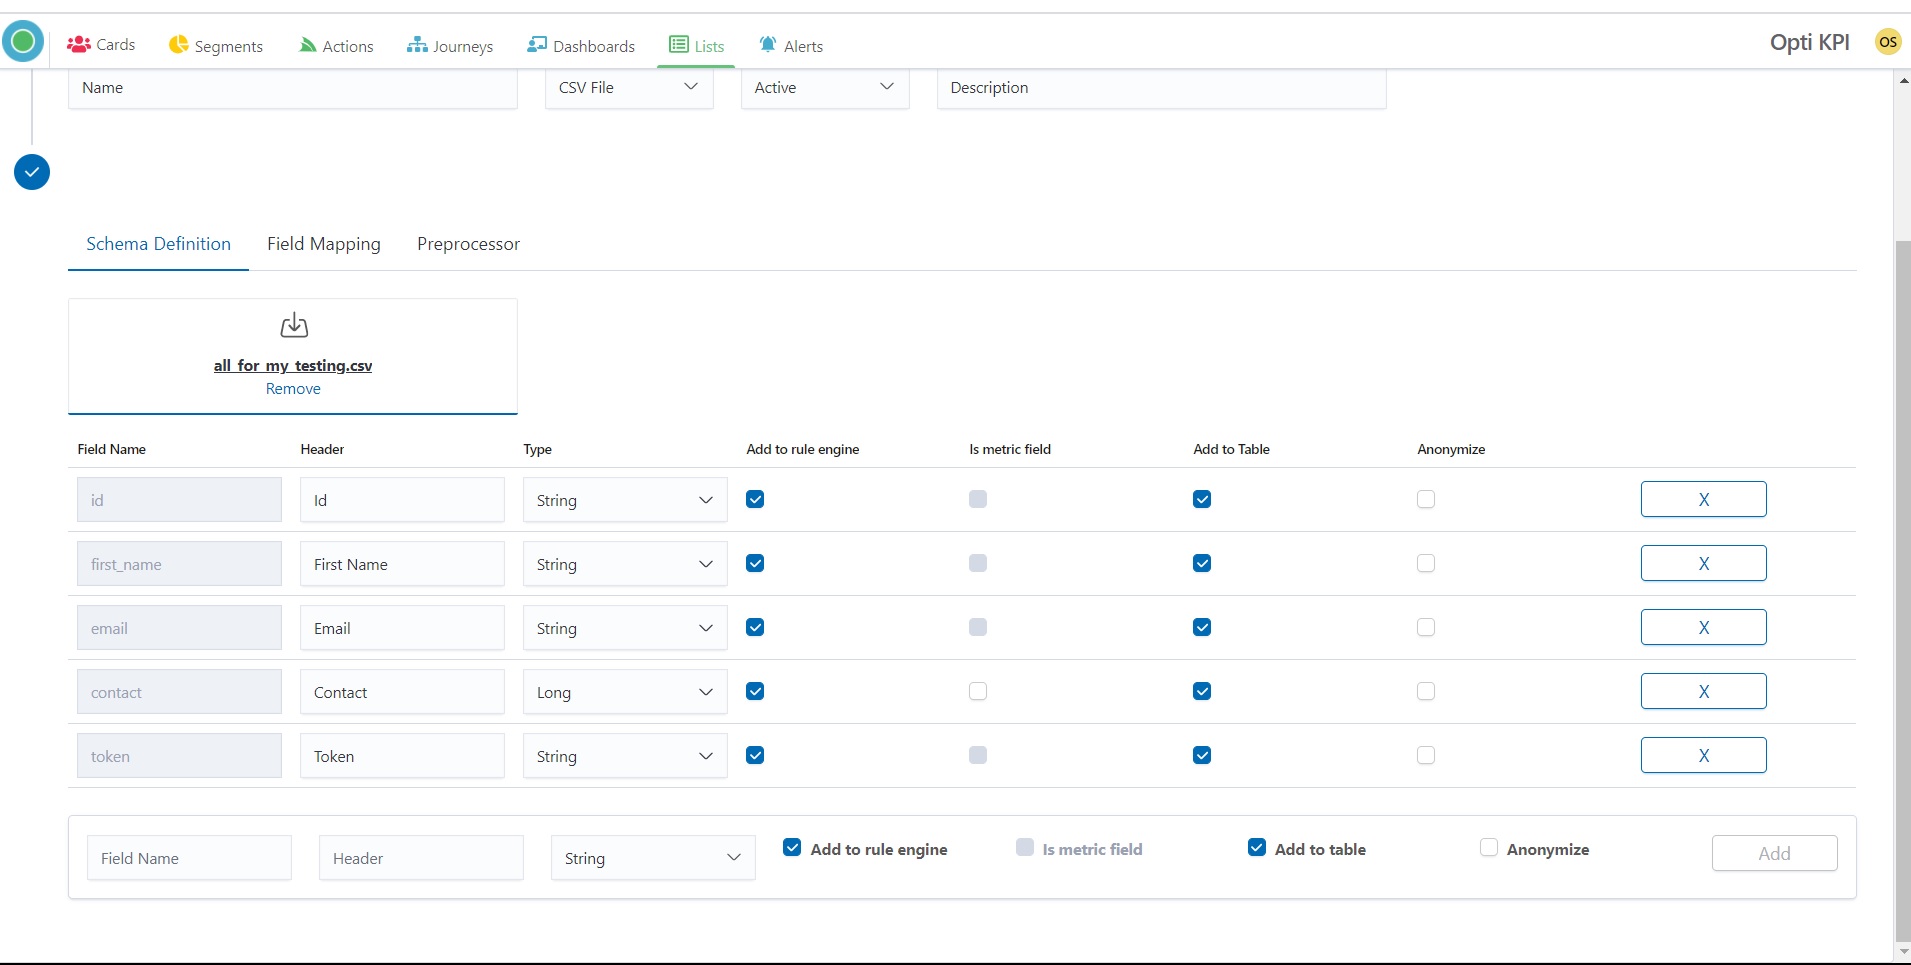 Cards Segments Actions Journeys Dashboards Lists Alerts Opti KPI OS
Name CSV File Active Description
Schema Definition Field Mapping Preprocessor
all_for_my_testing.csv
Remove
Field Name Header Type Add to rule engine Is metric field Add to Table Anonymize
id Id String X
first_name First Name String X
email Email String X
contact Contact Long X
token Token String X
Field Name Header String Add to rule engine Is metric field Add to table Anonymize Add